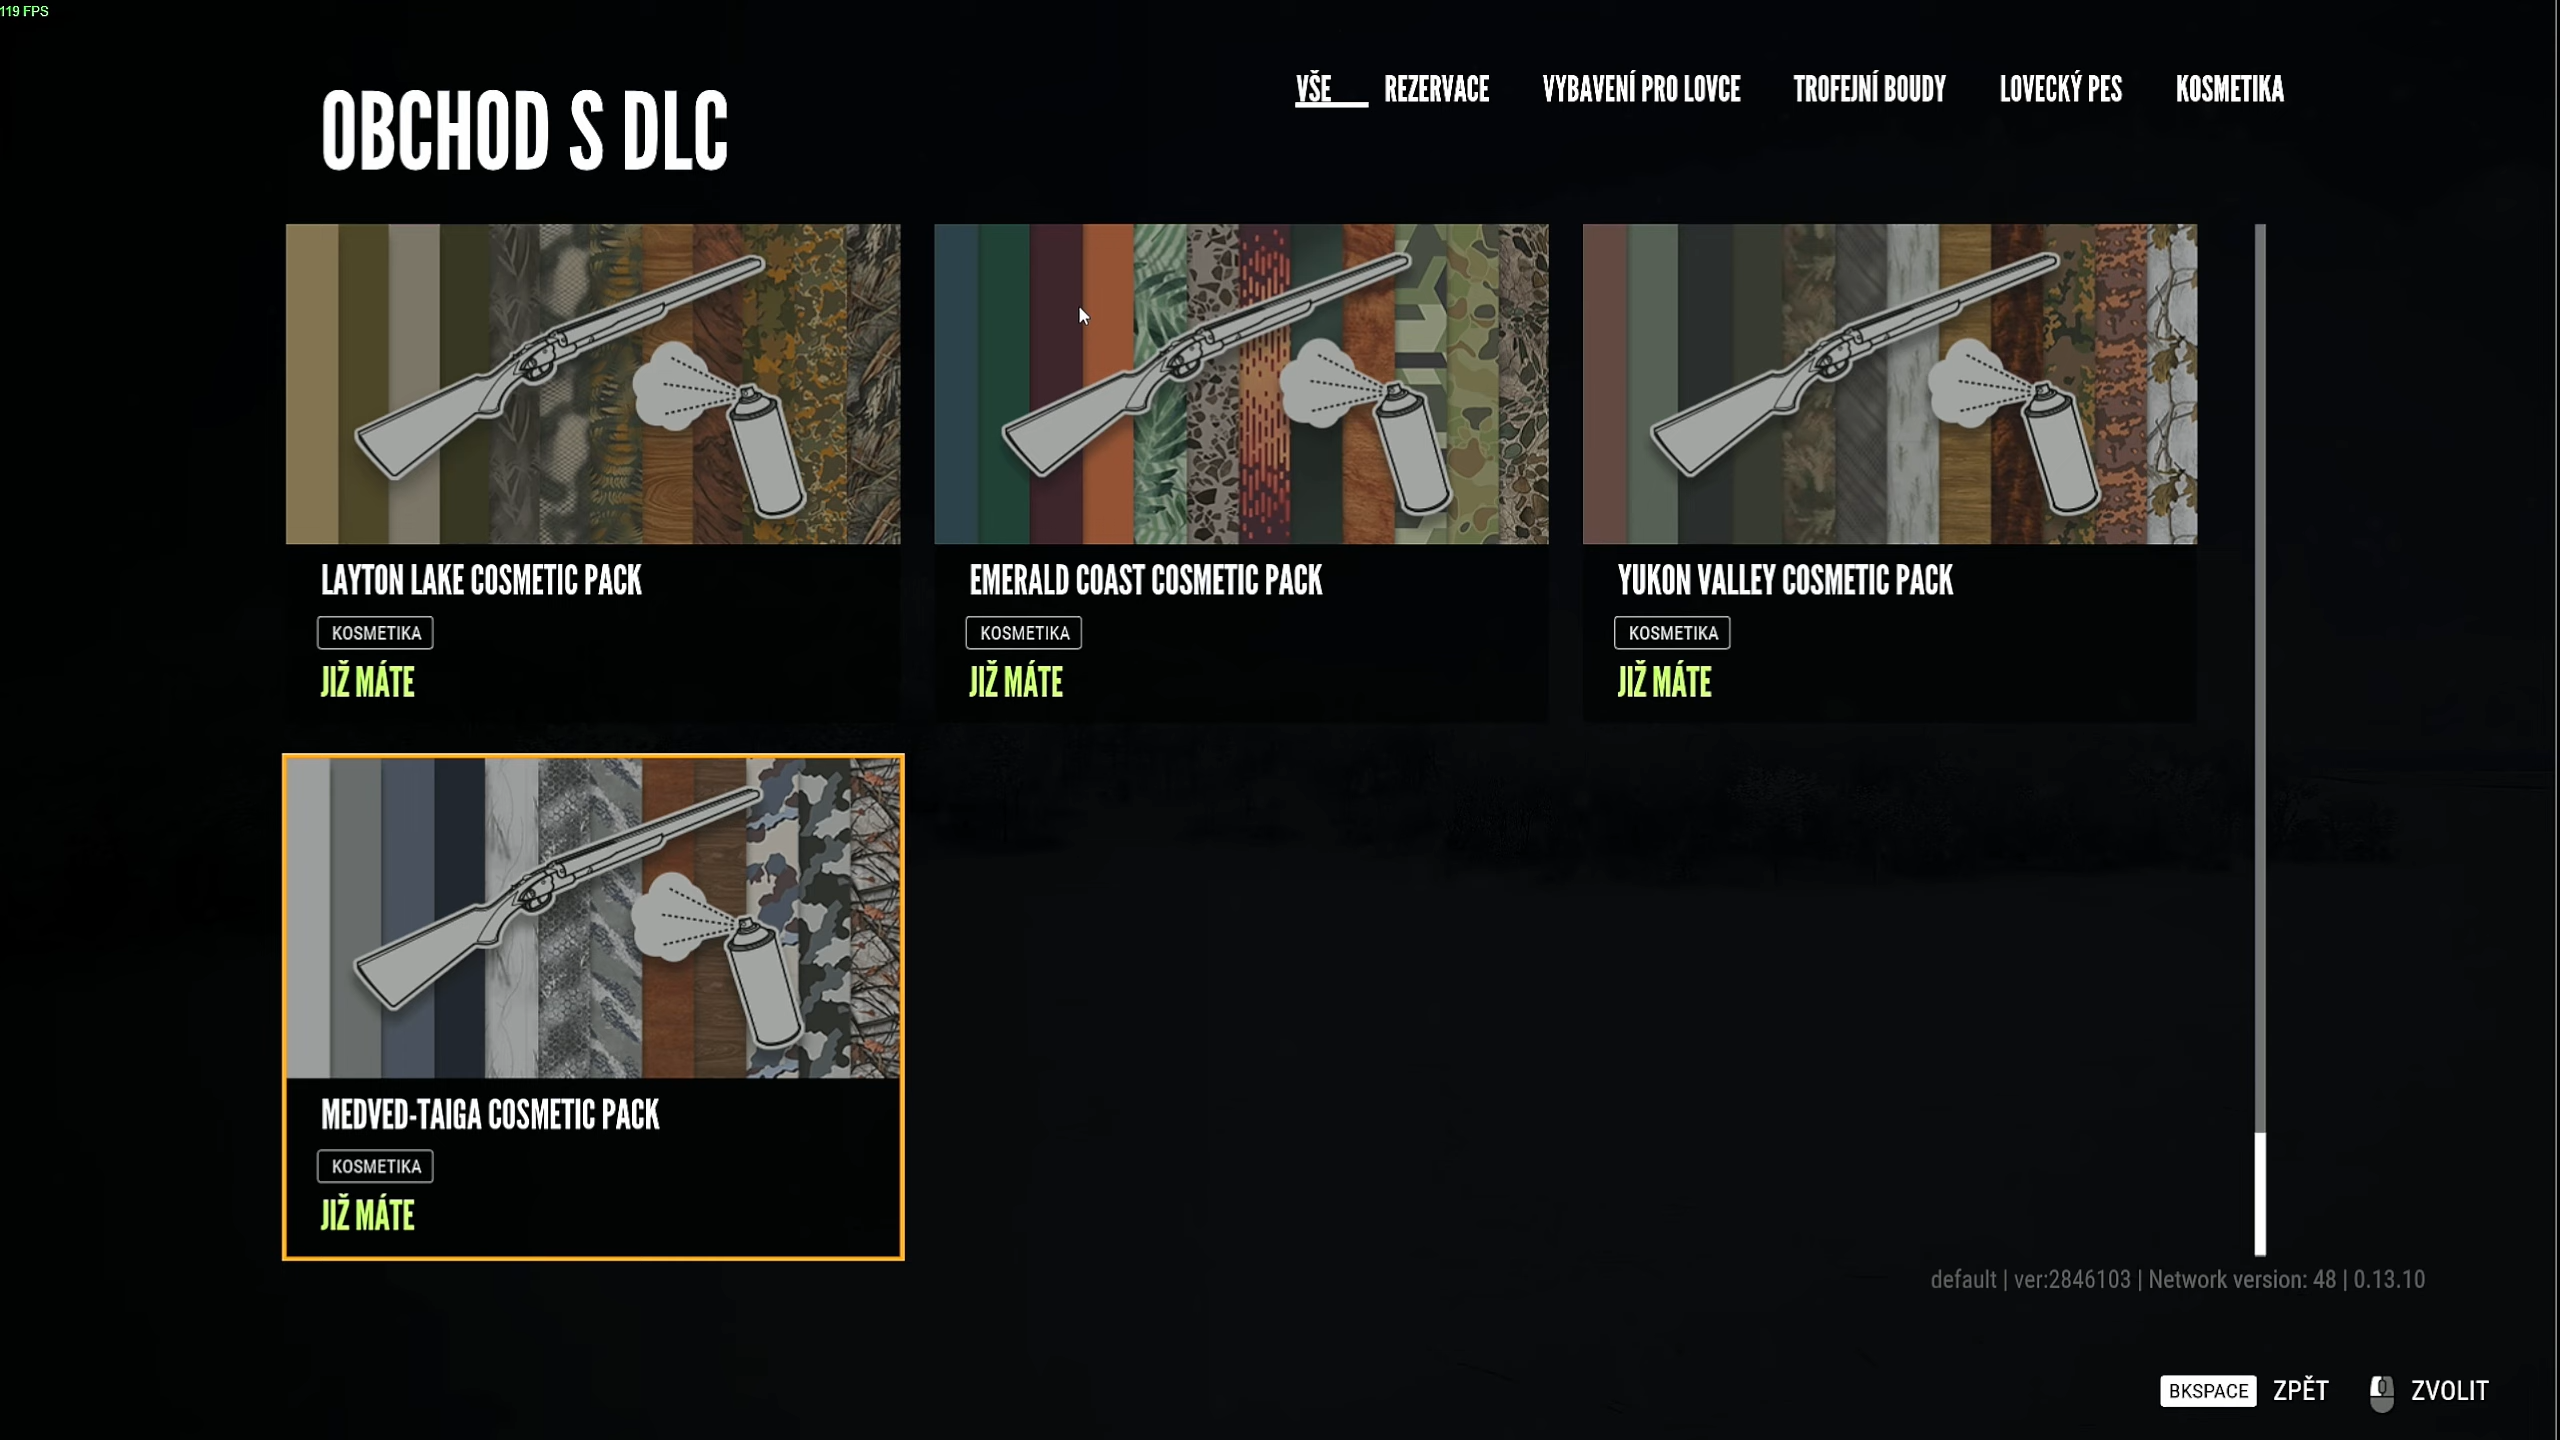 119 FPS
OBCHOD S DLC
VŠE REZERVACE VYBAVENÍ PRO LOVCE TROFEJNÍ BOUDY LOVECKÝ PES KOSMETIKA
LAYTON LAKE COSMETIC PACK
KOSMETIKA
JIŽ MÁTE
EMERALD COAST COSMETIC PACK
KOSMETIKA
JIŽ MÁTE
YUKON VALLEY COSMETIC PACK
KOSMETIKA
JIŽ MÁTE
MEDVED-TAIGA COSMETIC PACK
KOSMETIKA
JIŽ MÁTE
default | ver:2846103 | Network version: 48 | 0.13.10
BKSPACE ZPĚT ZVOLIT